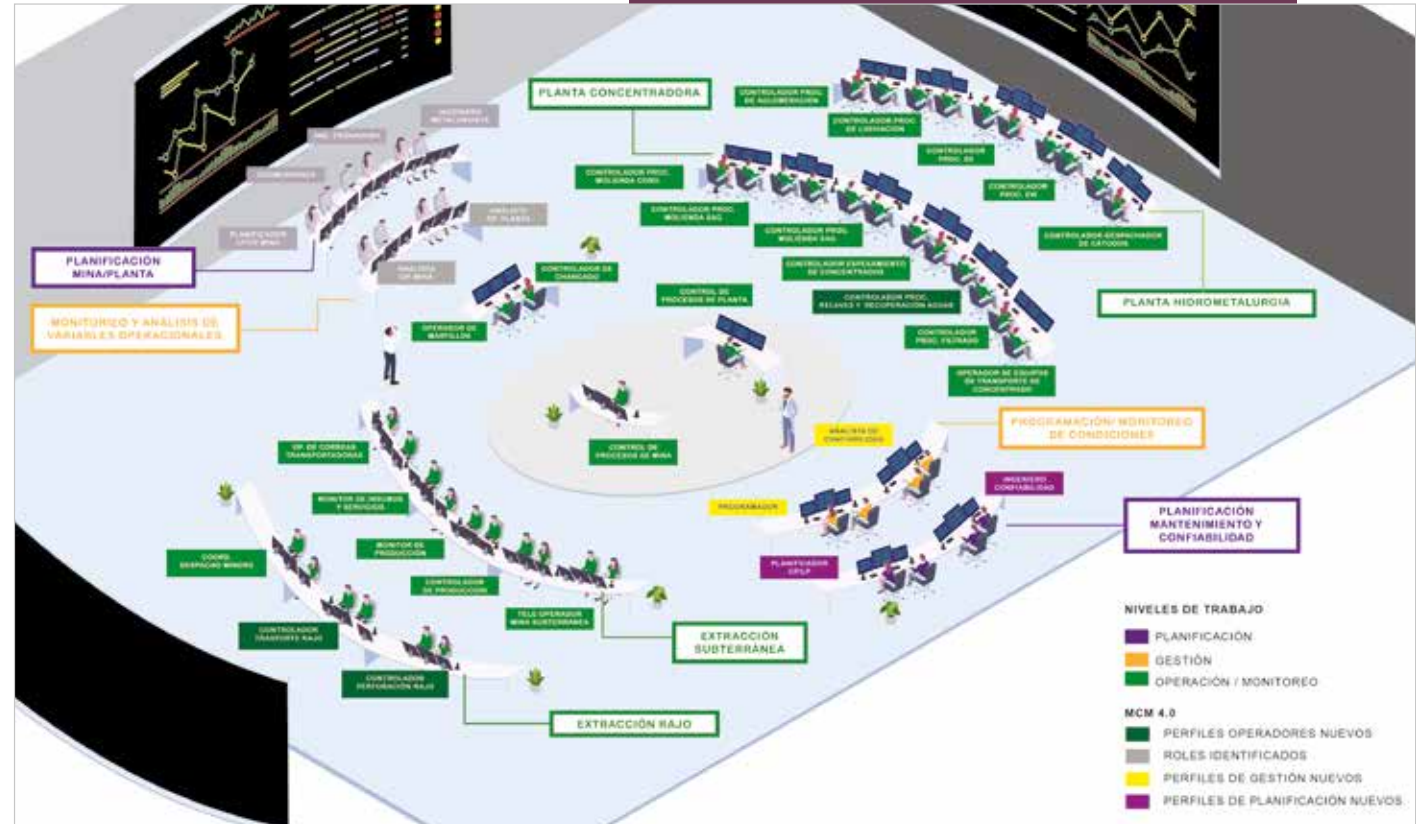 INGENIERO
METALURGISTA
GEOMECÁNICA
PLANIFICADOR
CP/LP MINA
ANALISTA
DE PLANTA
ANALISTA
CIO MINA
PLANIFICACIÓN
MINA/PLANTA
MONITOREO Y ANÁLISIS DE
VARIABLES OPERACIONALES
CONTROLADOR DE
CHANCADO
OPERADOR DE
MARTILLOS
PLANTA CONCENTRADORA
CONTROLADOR PROC.
MOLIENDA CONV.
CONTROLADOR PROC.
MOLIENDA SAG
CONTROLADOR PROC.
MOLIENDA SAG
CONTROLADOR ESPESAMIENTO
DE CONCENTRADOS
CONTROLADOR PROC.
RELAVES Y RECUPERACIÓN AGUAS
CONTROLADOR
PROC. FILTRADO
OPERADOR DE EQUIPOS
DE TRANSPORTE DE
CONCENTRADO
CONTROLADOR PROC.
DE AGLOMERACIÓN
CONTROLADOR PROC.
DE LIXIVIACIÓN
CONTROLADOR
PROC. SX
CONTROLADOR
PROC. EW
CONTROLADOR-DESPACHADOR
DE CÁTODOS
PLANTA HIDROMETALURGIA
CONTROL DE
PROCESOS DE PLANTA
CONTROL DE
PROCESOS DE MINA
OP. DE CORREAS
TRANSPORTADORAS
MONITOR DE INSUMOS
Y SERVICIOS
MONITOR DE
PRODUCCIÓN
CONTROLADOR
DE PRODUCCIÓN
TELE OPERADOR
MINA SUBTERRÁNEA
EXTRACCIÓN
SUBTERRÁNEA
COORD.
DESPACHO MINERO
CONTROLADOR
TRASPORTE RAJO
CONTROLADOR
PERFORACIÓN RAJO
EXTRACCIÓN RAJO
ANALISTA DE
CONFIABILIDAD
PROGRAMADOR
PROGRAMACIÓN/ MONITOREO
DE CONDICIONES
INGENIERO
CONFIABILIDAD
PLANIFICADOR
CP/LP
PLANIFICACIÓN
MANTENIMIENTO Y
CONFIABILIDAD
NIVELES DE TRABAJO
PLANIFICACIÓN
GESTIÓN
OPERACIÓN / MONITOREO
MCM 4.0
PERFILES OPERADORES NUEVOS
ROLES IDENTIFICADOS
PERFILES DE GESTIÓN NUEVOS
PERFILES DE PLANIFICACIÓN NUEVOS